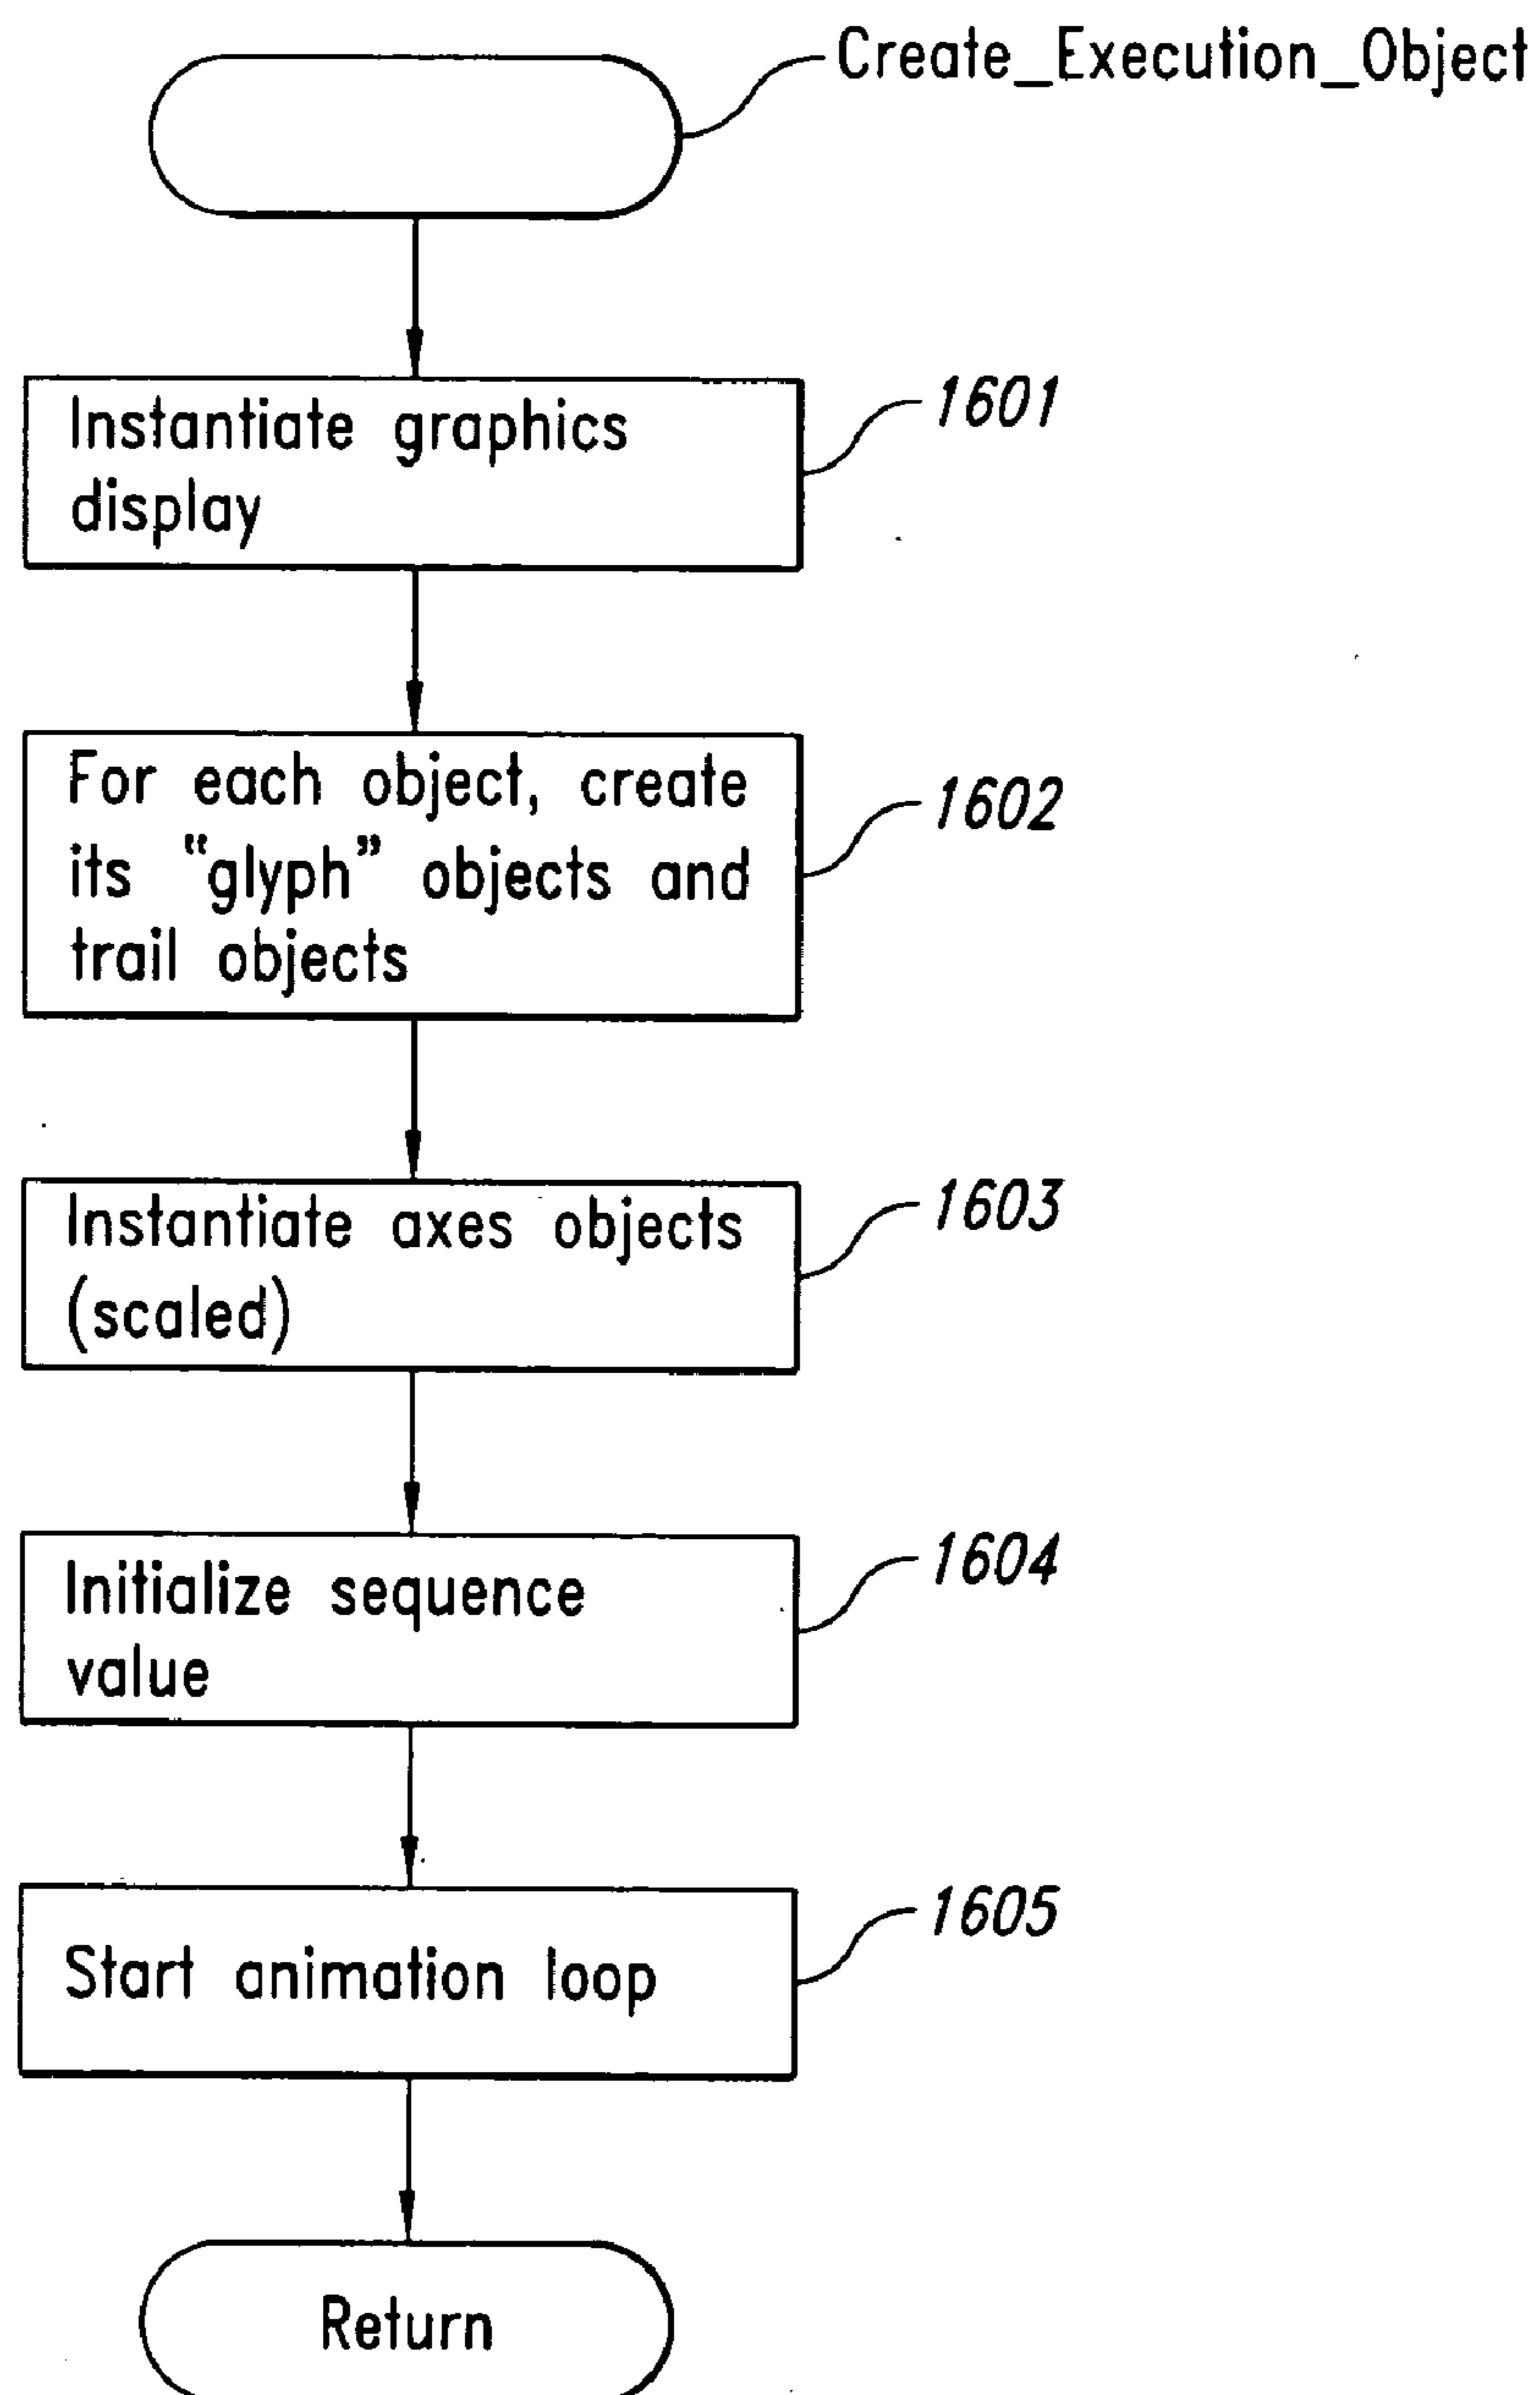 Create_Execution_Object
Instantiate graphics
display
1601
For each object, create
its "glyph" objects and
trail objects
1602
Instantiate axes objects
(scaled)
1603
Initialize sequence
value
1604
Start animation loop
1605
Return